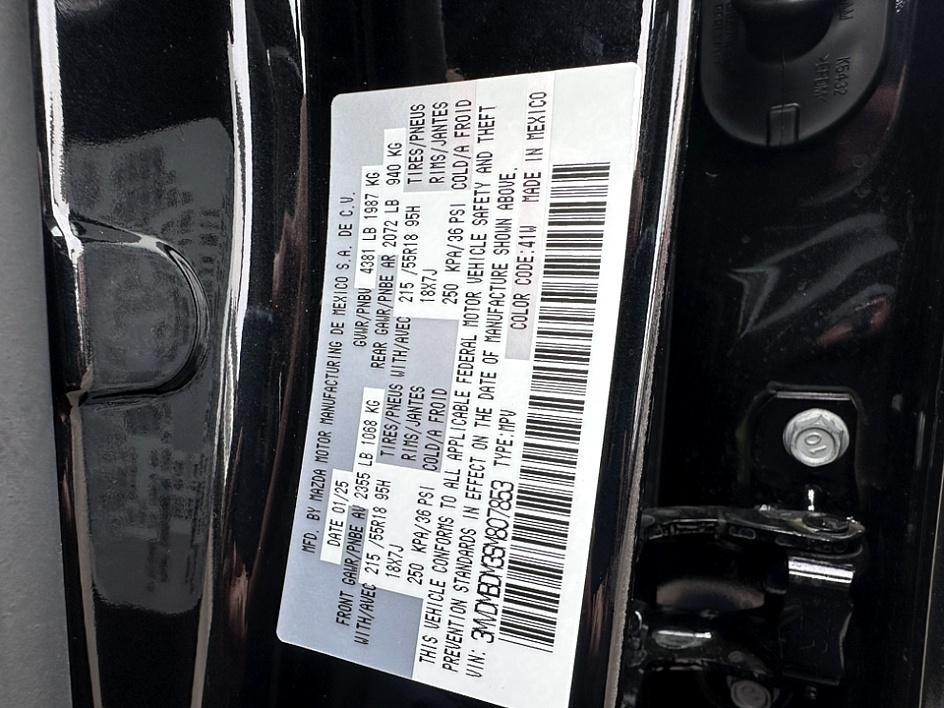 MFD. BY MAZDA MOTOR MANUFACTURING DE MEXICO S.A. DE C.V.
DATE 01/25 GVWR/PNBV 4381 LB 1987 KG
FRONT GAWR/PNBE AV 2355 LB 1068 KG REAR GAWR/PNBE AR 2072 LB 940 KG
WITH/AVEC 215 /55R18 95H TIRES/PNEUS WITH/AVEC 215 /55R18 95H TIRES/PNEUS
18X7J RIMS/JANTES 18X7J RIMS/JANTES
250 KPA/36 PSI COLD/A FROID 250 KPA/36 PSI COLD/A FROID
THIS VEHICLE CONFORMS TO ALL APPLICABLE FEDERAL MOTOR VEHICLE SAFETY AND THEFT
PREVENTION STANDARDS IN EFFECT ON THE DATE OF MANUFACTURE SHOWN ABOVE.
VIN: 3MVDMBDM3SM807853 TYPE:MPV COLOR CODE:41W MADE IN MEXICO
K5432
10